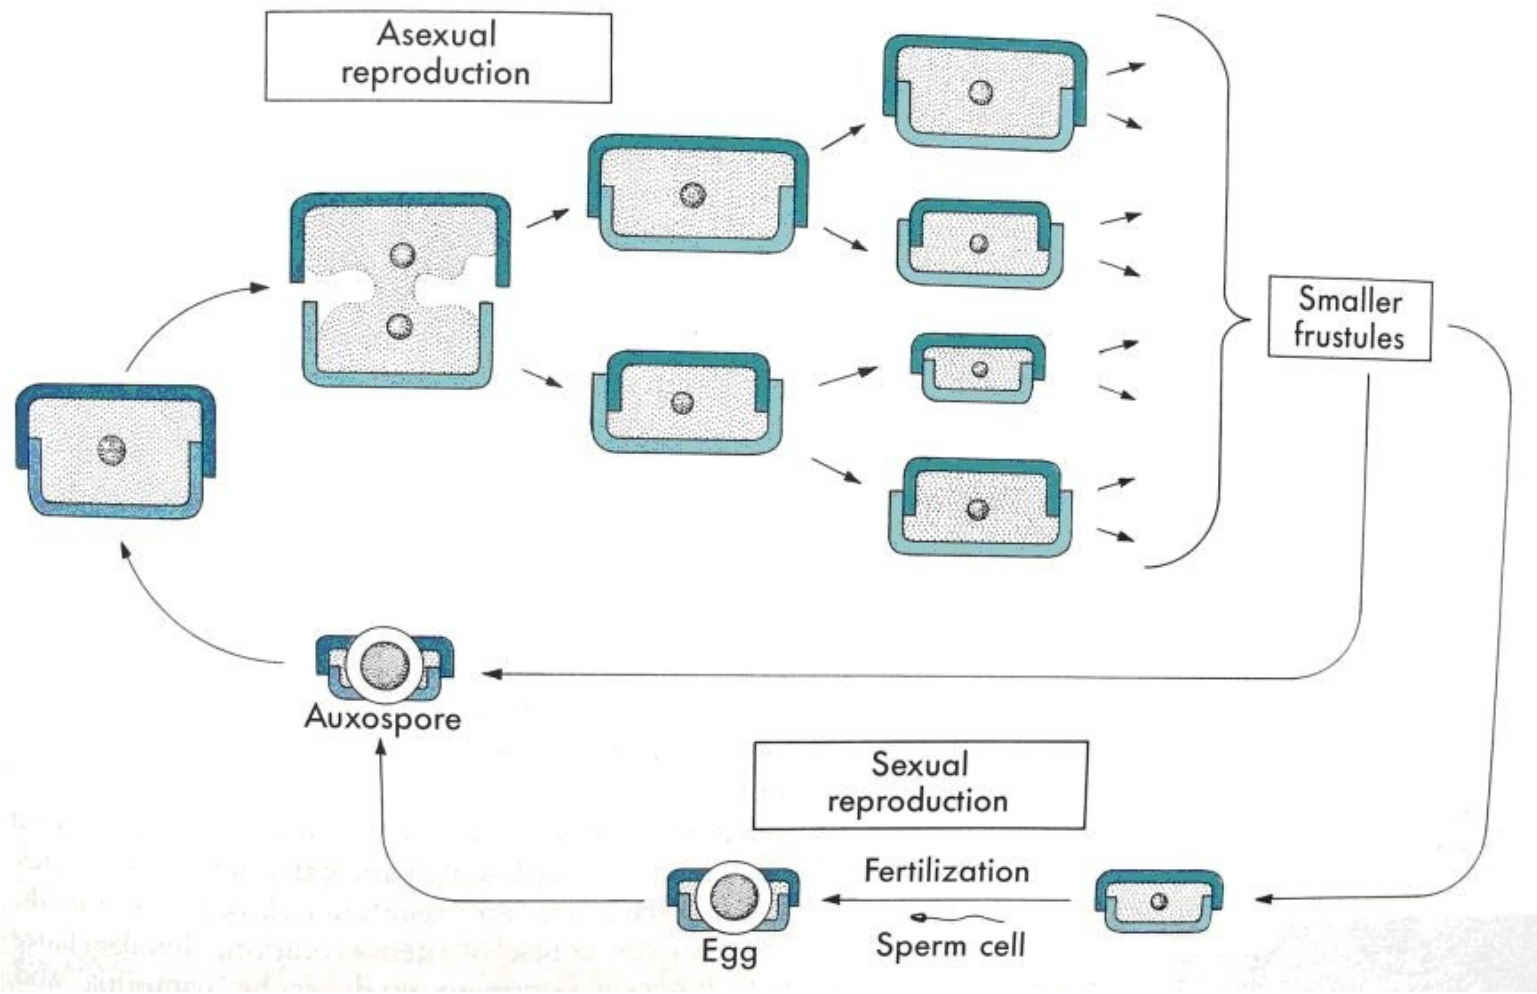 Asexual
reproduction
Smaller
frustules
Auxospore
Sexual
reproduction
Fertilization
Sperm cell
Egg